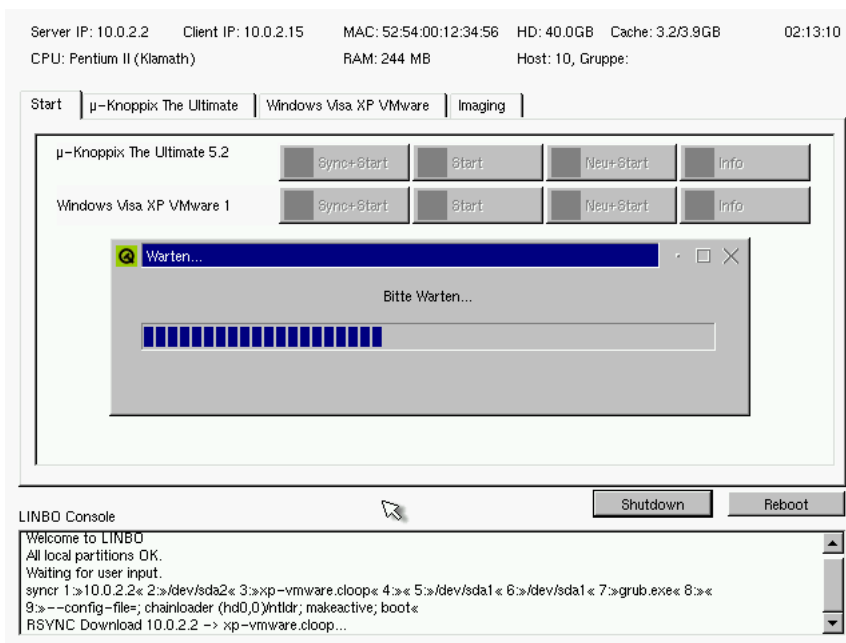 Server IP: 10.0.2.2 Client IP: 10.0.2.15 MAC: 52:54:00:12:34:56 HD: 40.0GB Cache: 3.2/3.9GB 02:13:10
CPU: Pentium II (Klamath) RAM: 244 MB Host: 10, Gruppe:
Start µ-Knoppix The Ultimate Windows Visa XP VMware Imaging
µ-Knoppix The Ultimate 5.2 Sync+Start Start Neu+Start Info
Windows Visa XP VMware 1 Sync+Start Start Neu+Start Info
Warten...
Bitte Warten...
Shutdown Reboot
LINBO Console
Welcome to LINBO
All local partitions OK.
Waiting for user input.
syncr 1:»10.0.2.2« 2:»/dev/sda2« 3:»xp-vmware.cloop« 4:»« 5:»/dev/sda1« 6:»/dev/sda1« 7:»grub.exe« 8:»«
9:»--config-file=; chainloader (hd0,0)/ntldr; makeactive; boot«
RSYNC Download 10.0.2.2 -> xp-vmware.cloop...